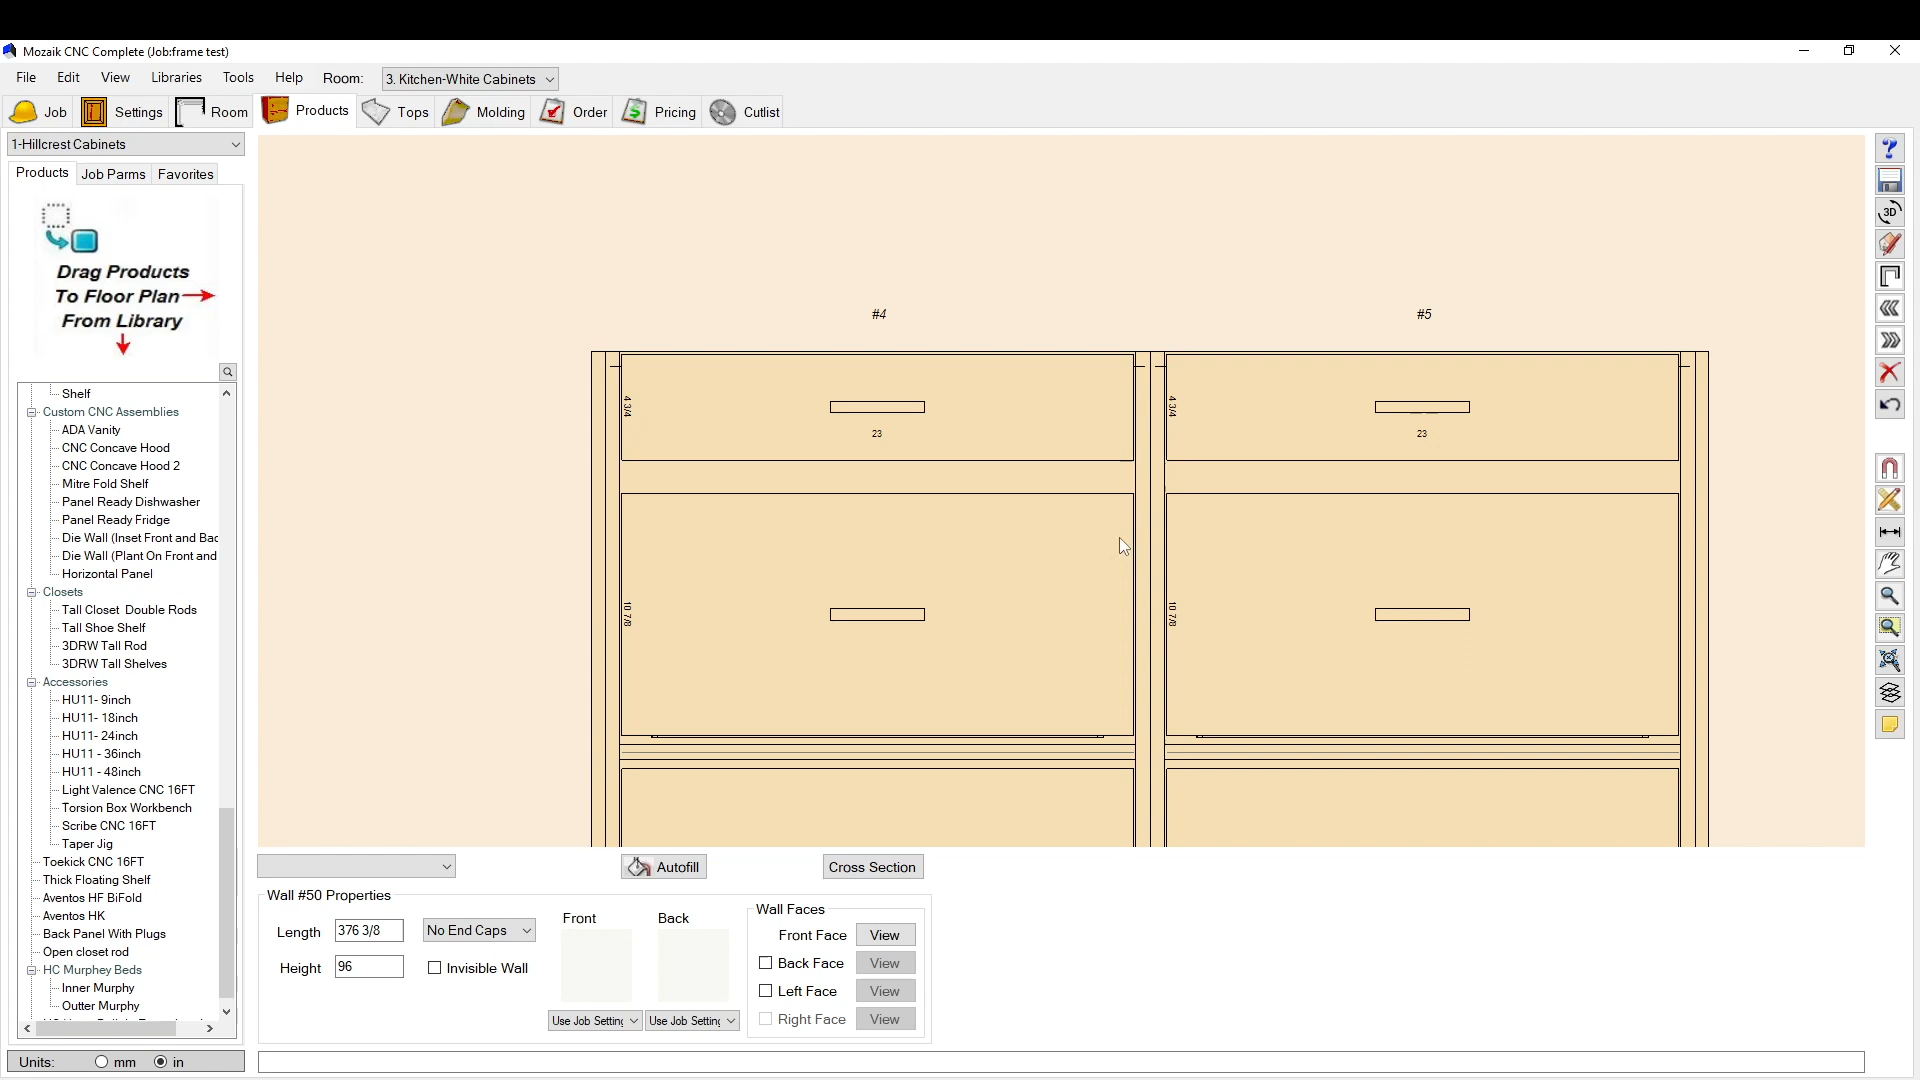 Mozaik CNC Complete (Job:frame test)
File Edit View Libraries Tools Help Room: 3. Kitchen-White Cabinets
Job Settings Room Products Tops Molding Order Pricing Cutlist
1-Hillcrest Cabinets
Products Job Parms Favorites
Drag Products
To Floor Plan
From Library
Shelf
Custom CNC Assemblies
ADA Vanity
CNC Concave Hood
CNC Concave Hood 2
Mitre Fold Shelf
Panel Ready Dishwasher
Panel Ready Fridge
Die Wall (Inset Front and Bac
Die Wall (Plant On Front and
Horizontal Panel
Closets
Tall Closet Double Rods
Tall Shoe Shelf
3DRW Tall Rod
3DRW Tall Shelves
Accessories
HU11- 9inch
HU11- 18inch
HU11- 24inch
HU11 - 36inch
HU11 - 48inch
Light Valence CNC 16FT
Torsion Box Workbench
Scribe CNC 16FT
Taper Jig
Toekick CNC 16FT
Thick Floating Shelf
Aventos HF BiFold
Aventos HK
Back Panel With Plugs
Open closet rod
HC Murphey Beds
Inner Murphy
Outter Murphy
Units: mm in
#4 #5
4 3/4 4 3/4
23 23
10 7/8 10 7/8
3D
Autofill Cross Section
Wall #50 Properties
Length 376 3/8 No End Caps
Height 96 Invisible Wall
Front Back
Use Job Setting Use Job Setting
Wall Faces
Front Face View
Back Face View
Left Face View
Right Face View